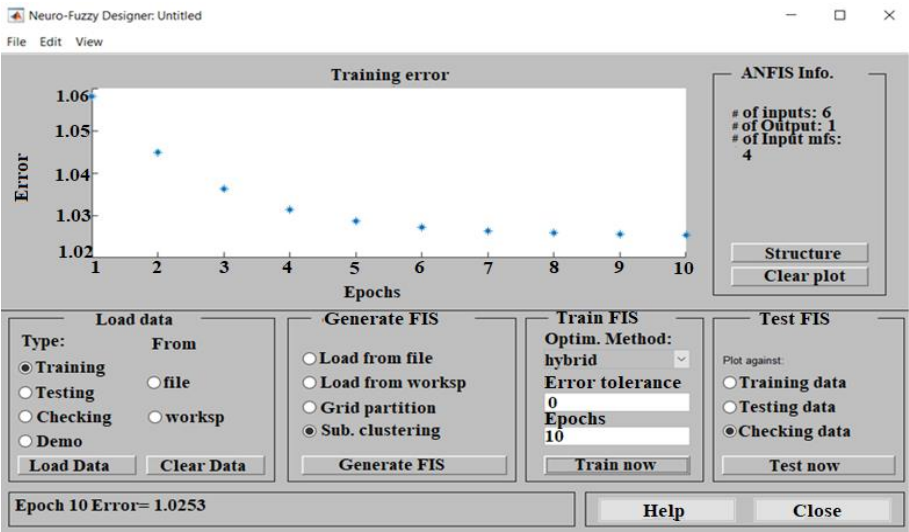 Neuro-Fuzzy Designer: Untitled
File Edit View
Training error
1.06
1.05
1.04
1.03
1.02
Error
1 2 3 4 5 6 7 8 9 10
Epochs
ANFIS Info.
# of inputs: 6
# of Output: 1
# of Input mfs:
4
Structure
Clear plot
Load data
Type:
From
Training
Testing
Checking
Demo
file
worksp
Load Data
Clear Data
Generate FIS
Load from file
Load from worksp
Grid partition
Sub. clustering
Generate FIS
Train FIS
Optim. Method:
hybrid
Error tolerance
0
Epochs
10
Train now
Test FIS
Plot against:
Training data
Testing data
Checking data
Test now
Epoch 10 Error= 1.0253
Help
Close